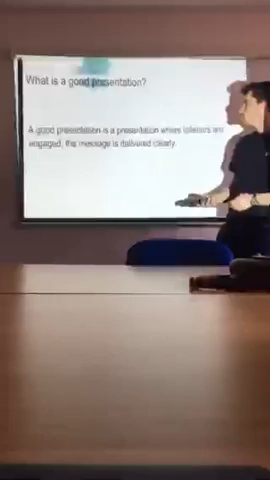 What is a good presentation?
A good presentation is a presentation where listeners are
engaged, the message is delivered clearly.